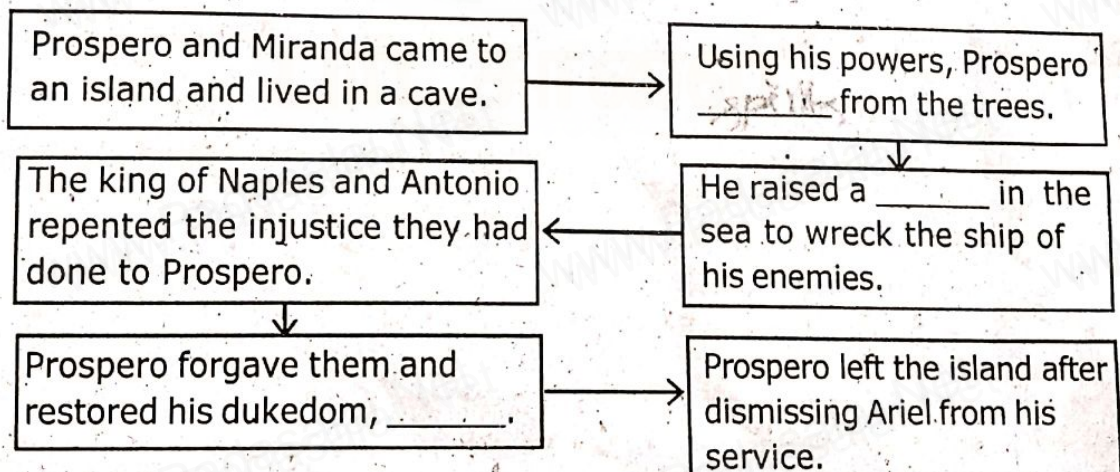 Prospero and Miranda came to
an island and lived in a cave.
Using his powers, Prospero
_______ from the trees.
He raised a _______ in the
sea to wreck the ship of
his enemies.
The king of Naples and Antonio
repented the injustice they had
done to Prospero.
Prospero forgave them and
restored his dukedom, _______.
Prospero left the island after
dismissing Ariel from his
service.